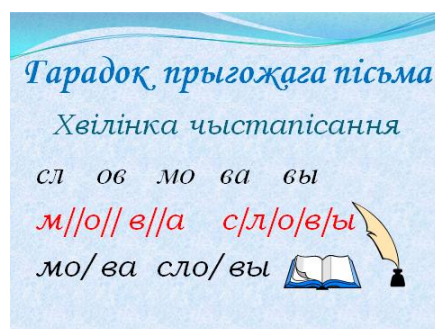 Гарадок прыгожага пісьма
Хвілінка чыстапісання
сл ов мо ва вы
м//о// в//а с/л/о/в/ы
мо/ ва сло/ вы